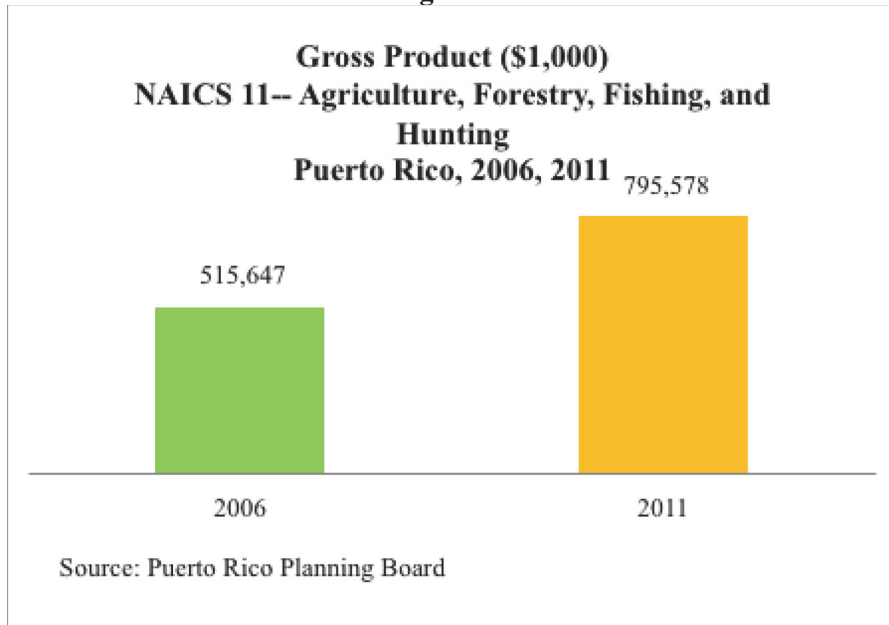 Gross Product ($1,000)
NAICS 11-- Agriculture, Forestry, Fishing, and
Hunting
Puerto Rico, 2006, 2011
795,578
515,647
2006
2011
Source: Puerto Rico Planning Board